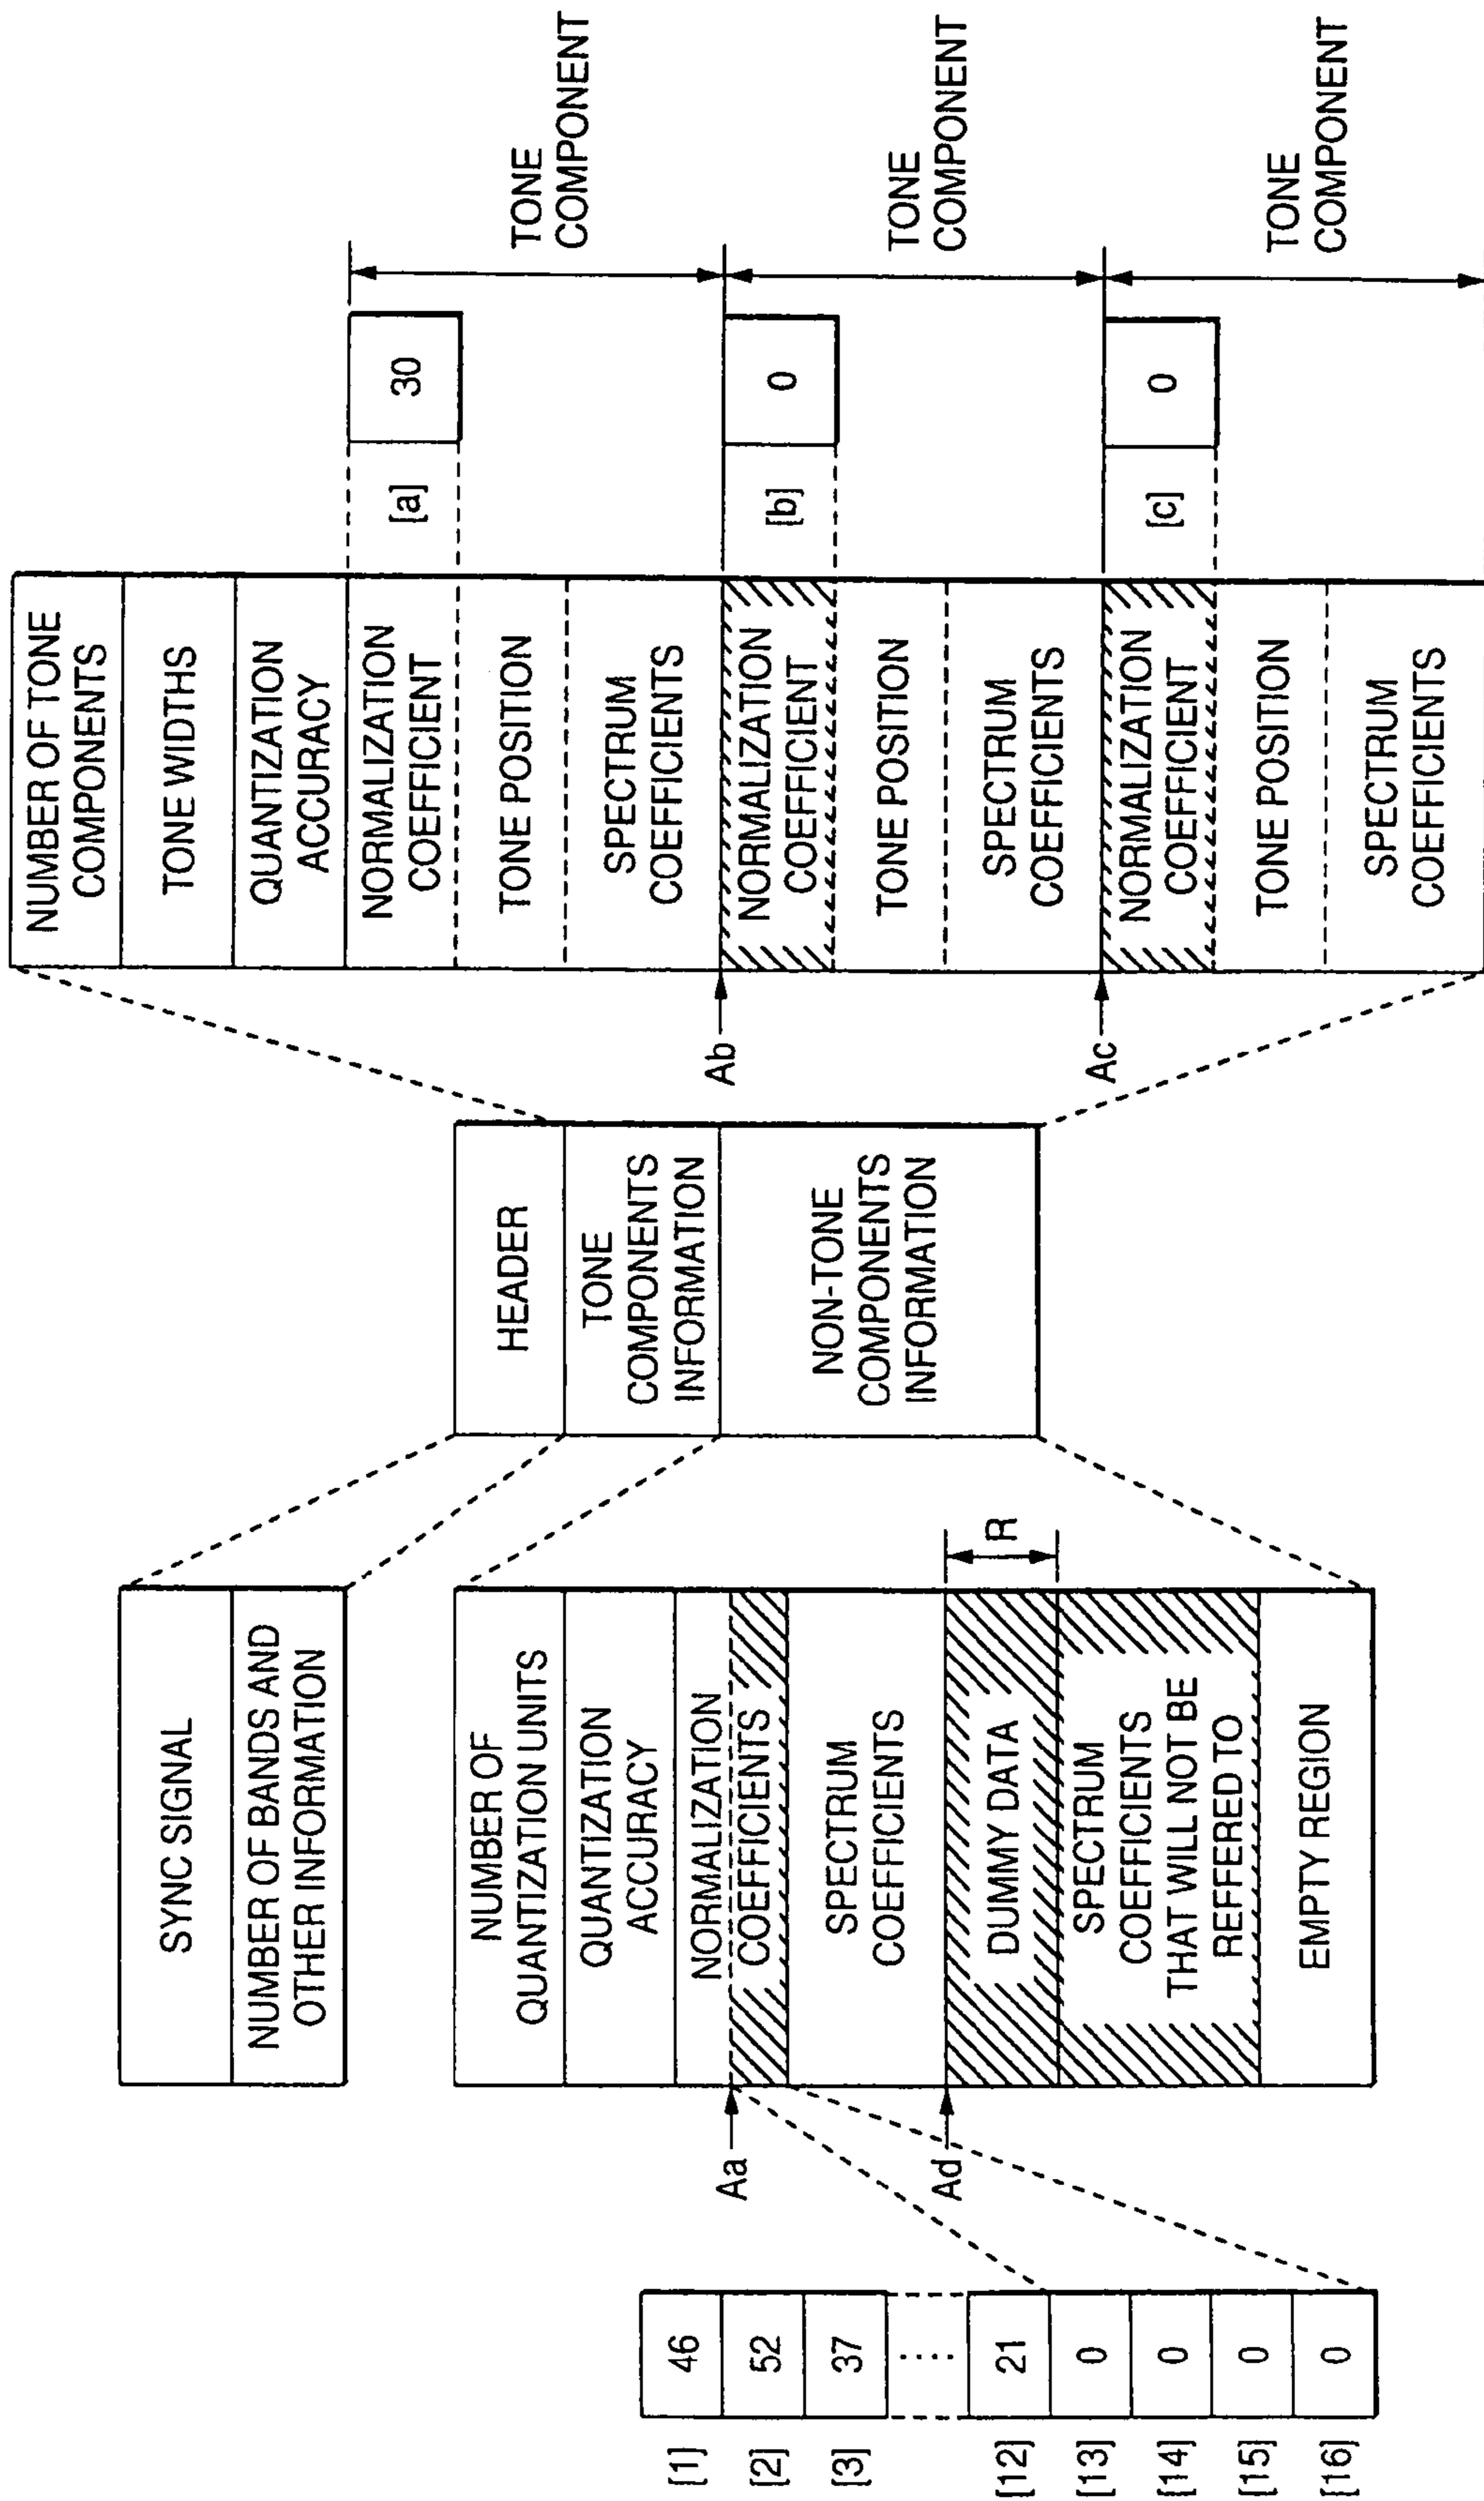 [1]
46
[2]
52
[3]
37
[12]
21
[13]
0
[14]
0
[15]
0
[16]
0
SYNC SIGNAL
NUMBER OF BANDS AND
OTHER INFORMATION
NUMBER OF
QUANTIZATION UNITS
QUANTIZATION
ACCURACY
NORMALIZATION
COEFFICIENTS
SPECTRUM
COEFFICIENTS
DUMMY DATA
SPECTRUM
COEFFICIENTS
THAT WILL NOT BE
REFFERED TO
EMPTY REGION
Aa
Ad
R
HEADER
TONE
COMPONENTS
INFORMATION
NON-TONE
COMPONENTS
INFORMATION
NUMBER OF TONE
COMPONENTS
TONE WIDTHS
QUANTIZATION
ACCURACY
NORMALIZATION
COEFFICIENT
TONE POSITION
SPECTRUM
COEFFICIENTS
NORMALIZATION
COEFFICIENT
TONE POSITION
SPECTRUM
COEFFICIENTS
NORMALIZATION
COEFFICIENT
TONE POSITION
SPECTRUM
COEFFICIENTS
Ab
Ac
[a]
30
[b]
0
[c]
0
TONE
COMPONENT
TONE
COMPONENT
TONE
COMPONENT